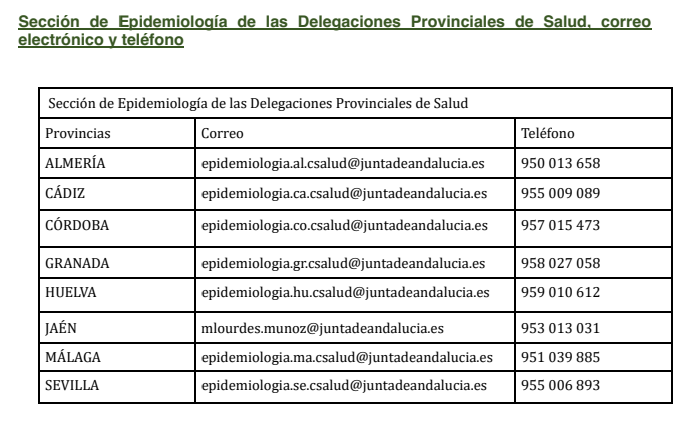 Sección de Epidemiología de las Delegaciones Provinciales de Salud, correo
electrónico y teléfono
Sección de Epidemiología de las Delegaciones Provinciales de Salud
Provincias Correo Teléfono
ALMERÍA epidemiologia.al.csalud@juntadeandalucia.es 950 013 658
CÁDIZ epidemiologia.ca.csalud@juntadeandalucia.es 955 009 089
CÓRDOBA epidemiologia.co.csalud@juntadeandalucia.es 957 015 473
GRANADA epidemiologia.gr.csalud@juntadeandalucia.es 958 027 058
HUELVA epidemiologia.hu.csalud@juntadeandalucia.es 959 010 612
JAÉN mlourdes.munoz@juntadeandalucia.es 953 013 031
MÁLAGA epidemiologia.ma.csalud@juntadeandalucia.es 951 039 885
SEVILLA epidemiologia.se.csalud@juntadeandalucia.es 955 006 893